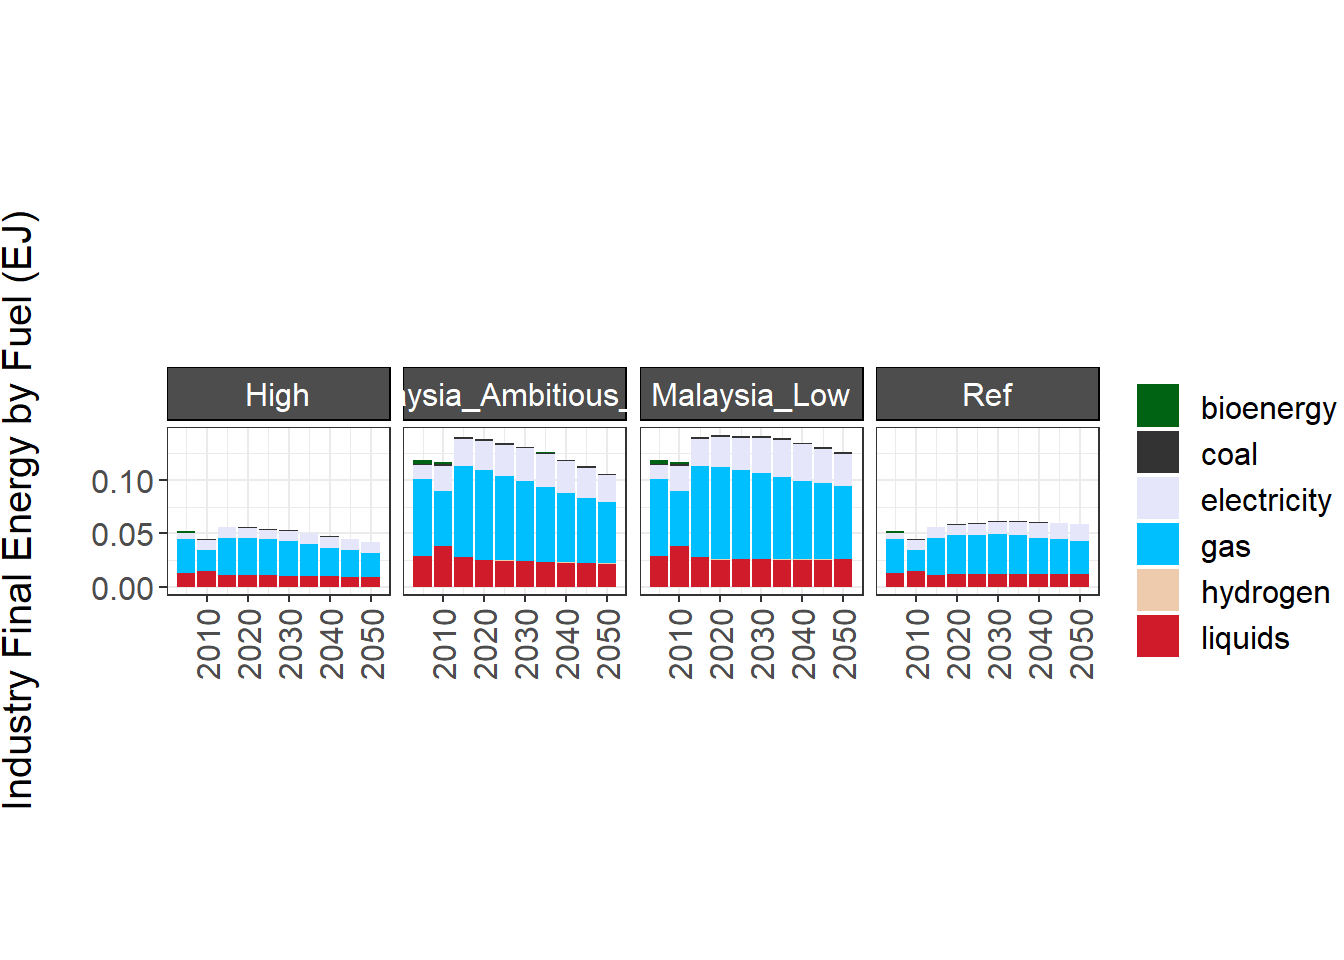 Industry Final Energy by Fuel (EJ)
High
aysia_Ambitious_
Malaysia_Low
Ref
0.10
0.05
0.00
2010 2020 2030 2040 2050
2010 2020 2030 2040 2050
2010 2020 2030 2040 2050
2010 2020 2030 2040 2050
bioenergy
coal
electricity
gas
hydrogen
liquids